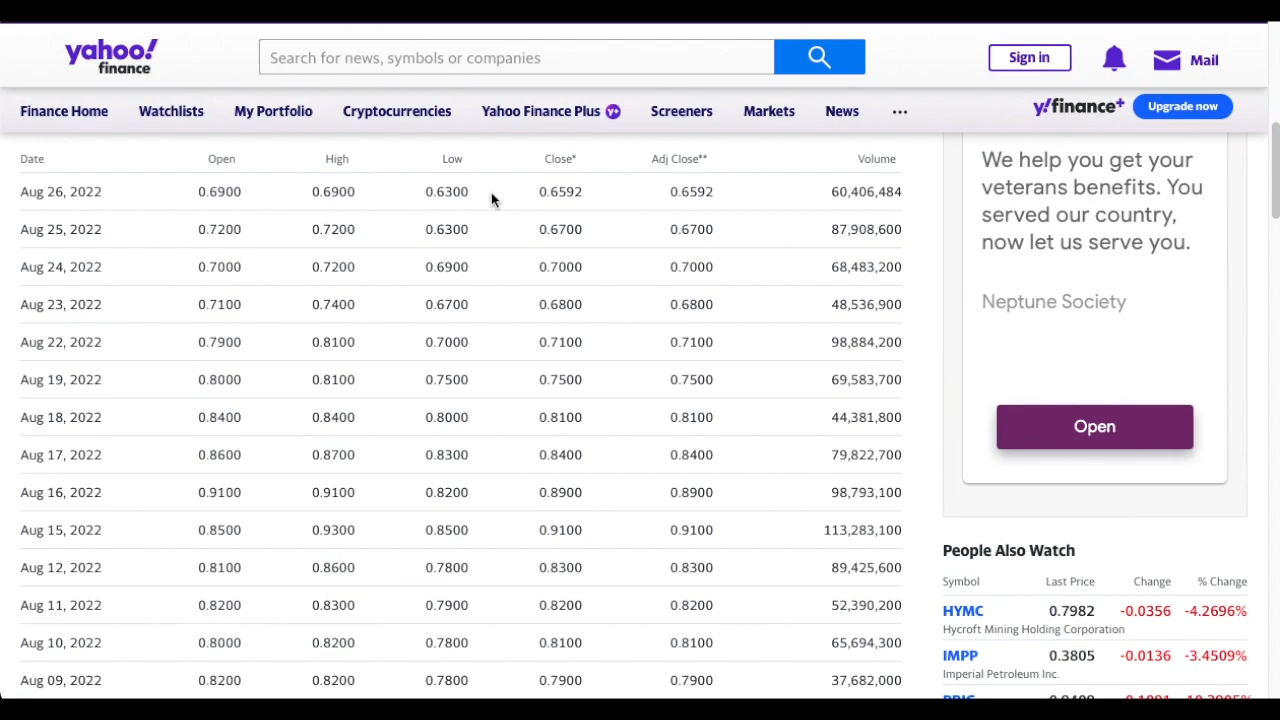 yahoo!
finance
Search for news, symbols or companies
Sign in
Mail
Finance Home Watchlists My Portfolio Cryptocurrencies Yahoo Finance Plus Y+ Screeners Markets News ...
y!finance+ Upgrade now
Date Open High Low Close* Adj Close** Volume
Aug 26, 2022 0.6900 0.6900 0.6300 0.6592 0.6592 60,406,484
Aug 25, 2022 0.7200 0.7200 0.6300 0.6700 0.6700 87,908,600
Aug 24, 2022 0.7000 0.7200 0.6900 0.7000 0.7000 68,483,200
Aug 23, 2022 0.7100 0.7400 0.6700 0.6800 0.6800 48,536,900
Aug 22, 2022 0.7900 0.8100 0.7000 0.7100 0.7100 98,884,200
Aug 19, 2022 0.8000 0.8100 0.7500 0.7500 0.7500 69,583,700
Aug 18, 2022 0.8400 0.8400 0.8000 0.8100 0.8100 44,381,800
Aug 17, 2022 0.8600 0.8700 0.8300 0.8400 0.8400 79,822,700
Aug 16, 2022 0.9100 0.9100 0.8200 0.8900 0.8900 98,793,100
Aug 15, 2022 0.8500 0.9300 0.8500 0.9100 0.9100 113,283,100
Aug 12, 2022 0.8100 0.8600 0.7800 0.8300 0.8300 89,425,600
Aug 11, 2022 0.8200 0.8300 0.7900 0.8200 0.8200 52,390,200
Aug 10, 2022 0.8000 0.8200 0.7800 0.8100 0.8100 65,694,300
Aug 09, 2022 0.8200 0.8200 0.7800 0.7900 0.7900 37,682,000
We help you get your
veterans benefits. You
served our country,
now let us serve you.
Neptune Society
Open
People Also Watch
Symbol Last Price Change % Change
HYMC 0.7982 -0.0356 -4.2696%
Hycroft Mining Holding Corporation
IMPP 0.3805 -0.0136 -3.4509%
Imperial Petroleum Inc.